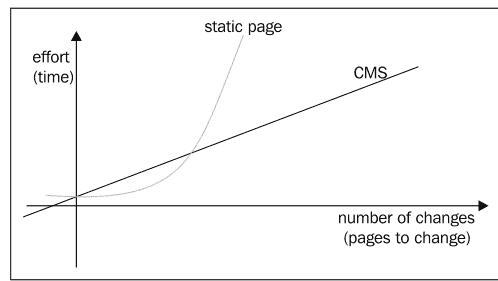 static page
effort
(time)
CMS
number of changes
(pages to change)